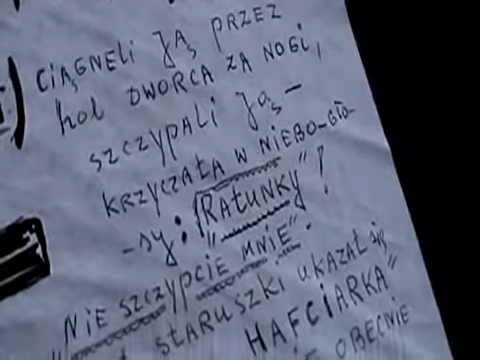 CIĄGNELI JĄ PRZEZ
hol DWORCA ZA NOGI,
SZCZYPALI JĄ-
KRZYCZAŁA W NIEBO-GŁO-
-SY: "RATUNKY"!
"NIE SZCZYPCIE MNIE".
STARUSZKI UKAZAŁ SIĘ
HAFCIARKA"
OBECNIE